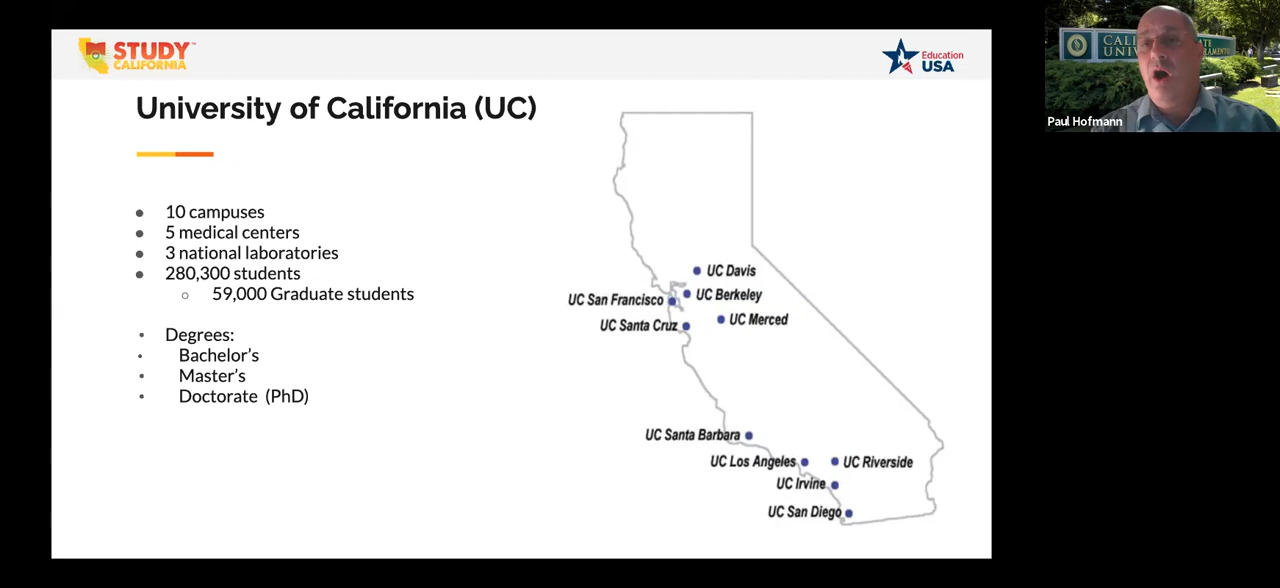 STUDY
CALIFORNIA
Education
USA
University of California (UC)
10 campuses
5 medical centers
3 national laboratories
280,300 students
59,000 Graduate students
Degrees:
Bachelor’s
Master’s
Doctorate (PhD)
UC Davis
UC Berkeley
UC San Francisco
UC Merced
UC Santa Cruz
UC Santa Barbara
UC Los Angeles
UC Riverside
UC Irvine
UC San Diego
Paul Hofmann